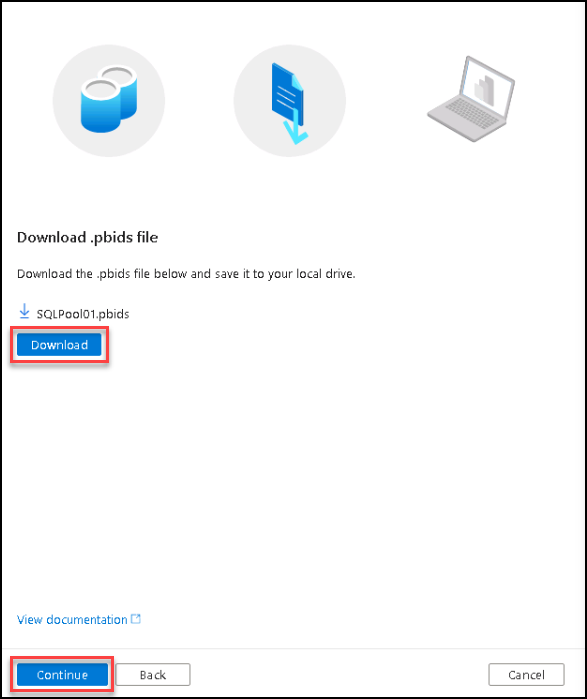 Download .pbids file
Download the .pbids file below and save it to your local drive.
SQLPool01.pbids
Download
View documentation
Continue
Back
Cancel